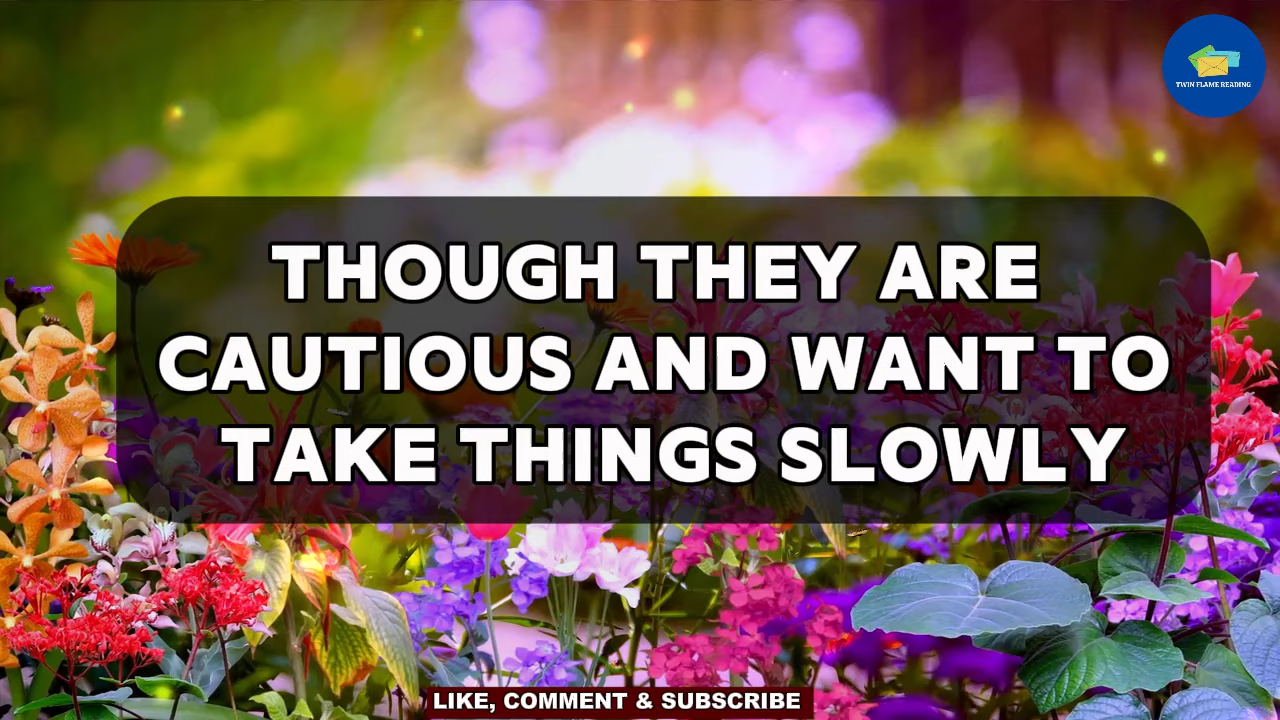 TWIN FLAME READING
THOUGH THEY ARE
CAUTIOUS AND WANT TO
TAKE THINGS SLOWLY
LIKE, COMMENT & SUBSCRIBE